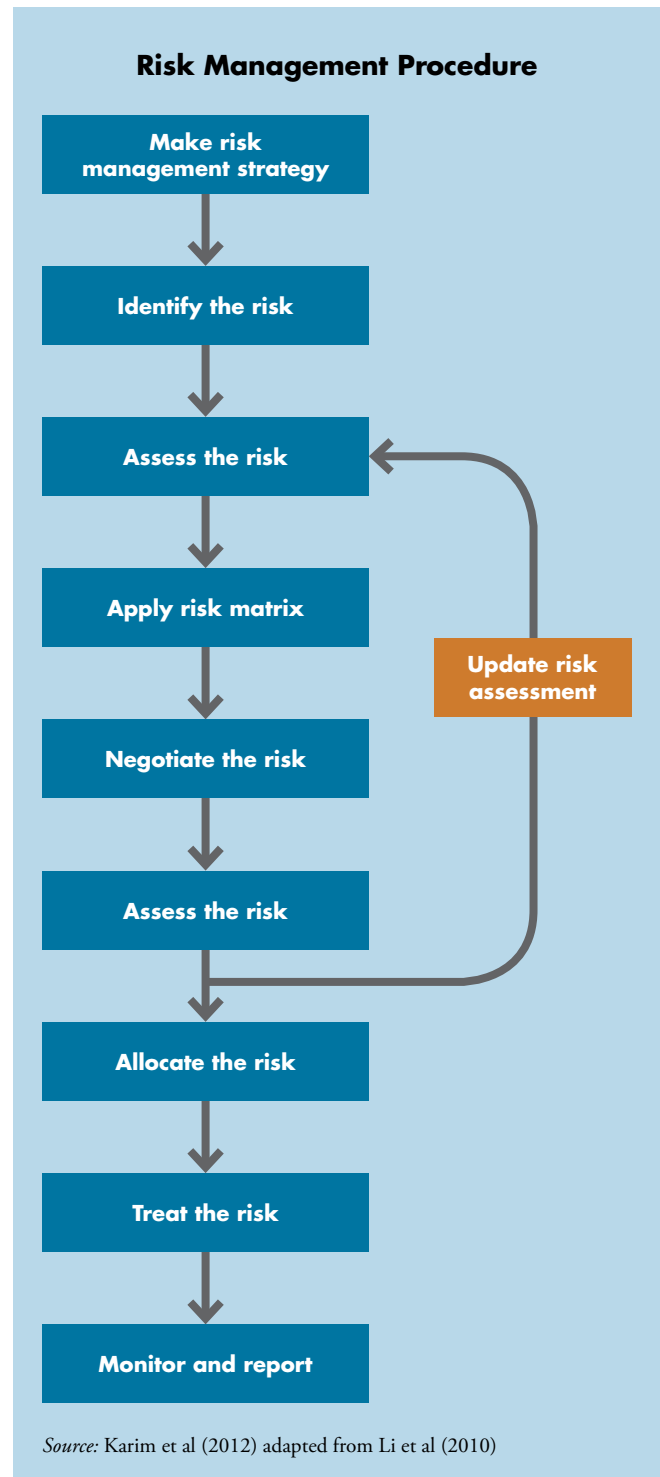 Risk Management Procedure
Make risk
management strategy
Identify the risk
Assess the risk
Apply risk matrix
Update risk
assessment
Negotiate the risk
Assess the risk
Allocate the risk
Treat the risk
Monitor and report
Source: Karim et al (2012) adapted from Li et al (2010)